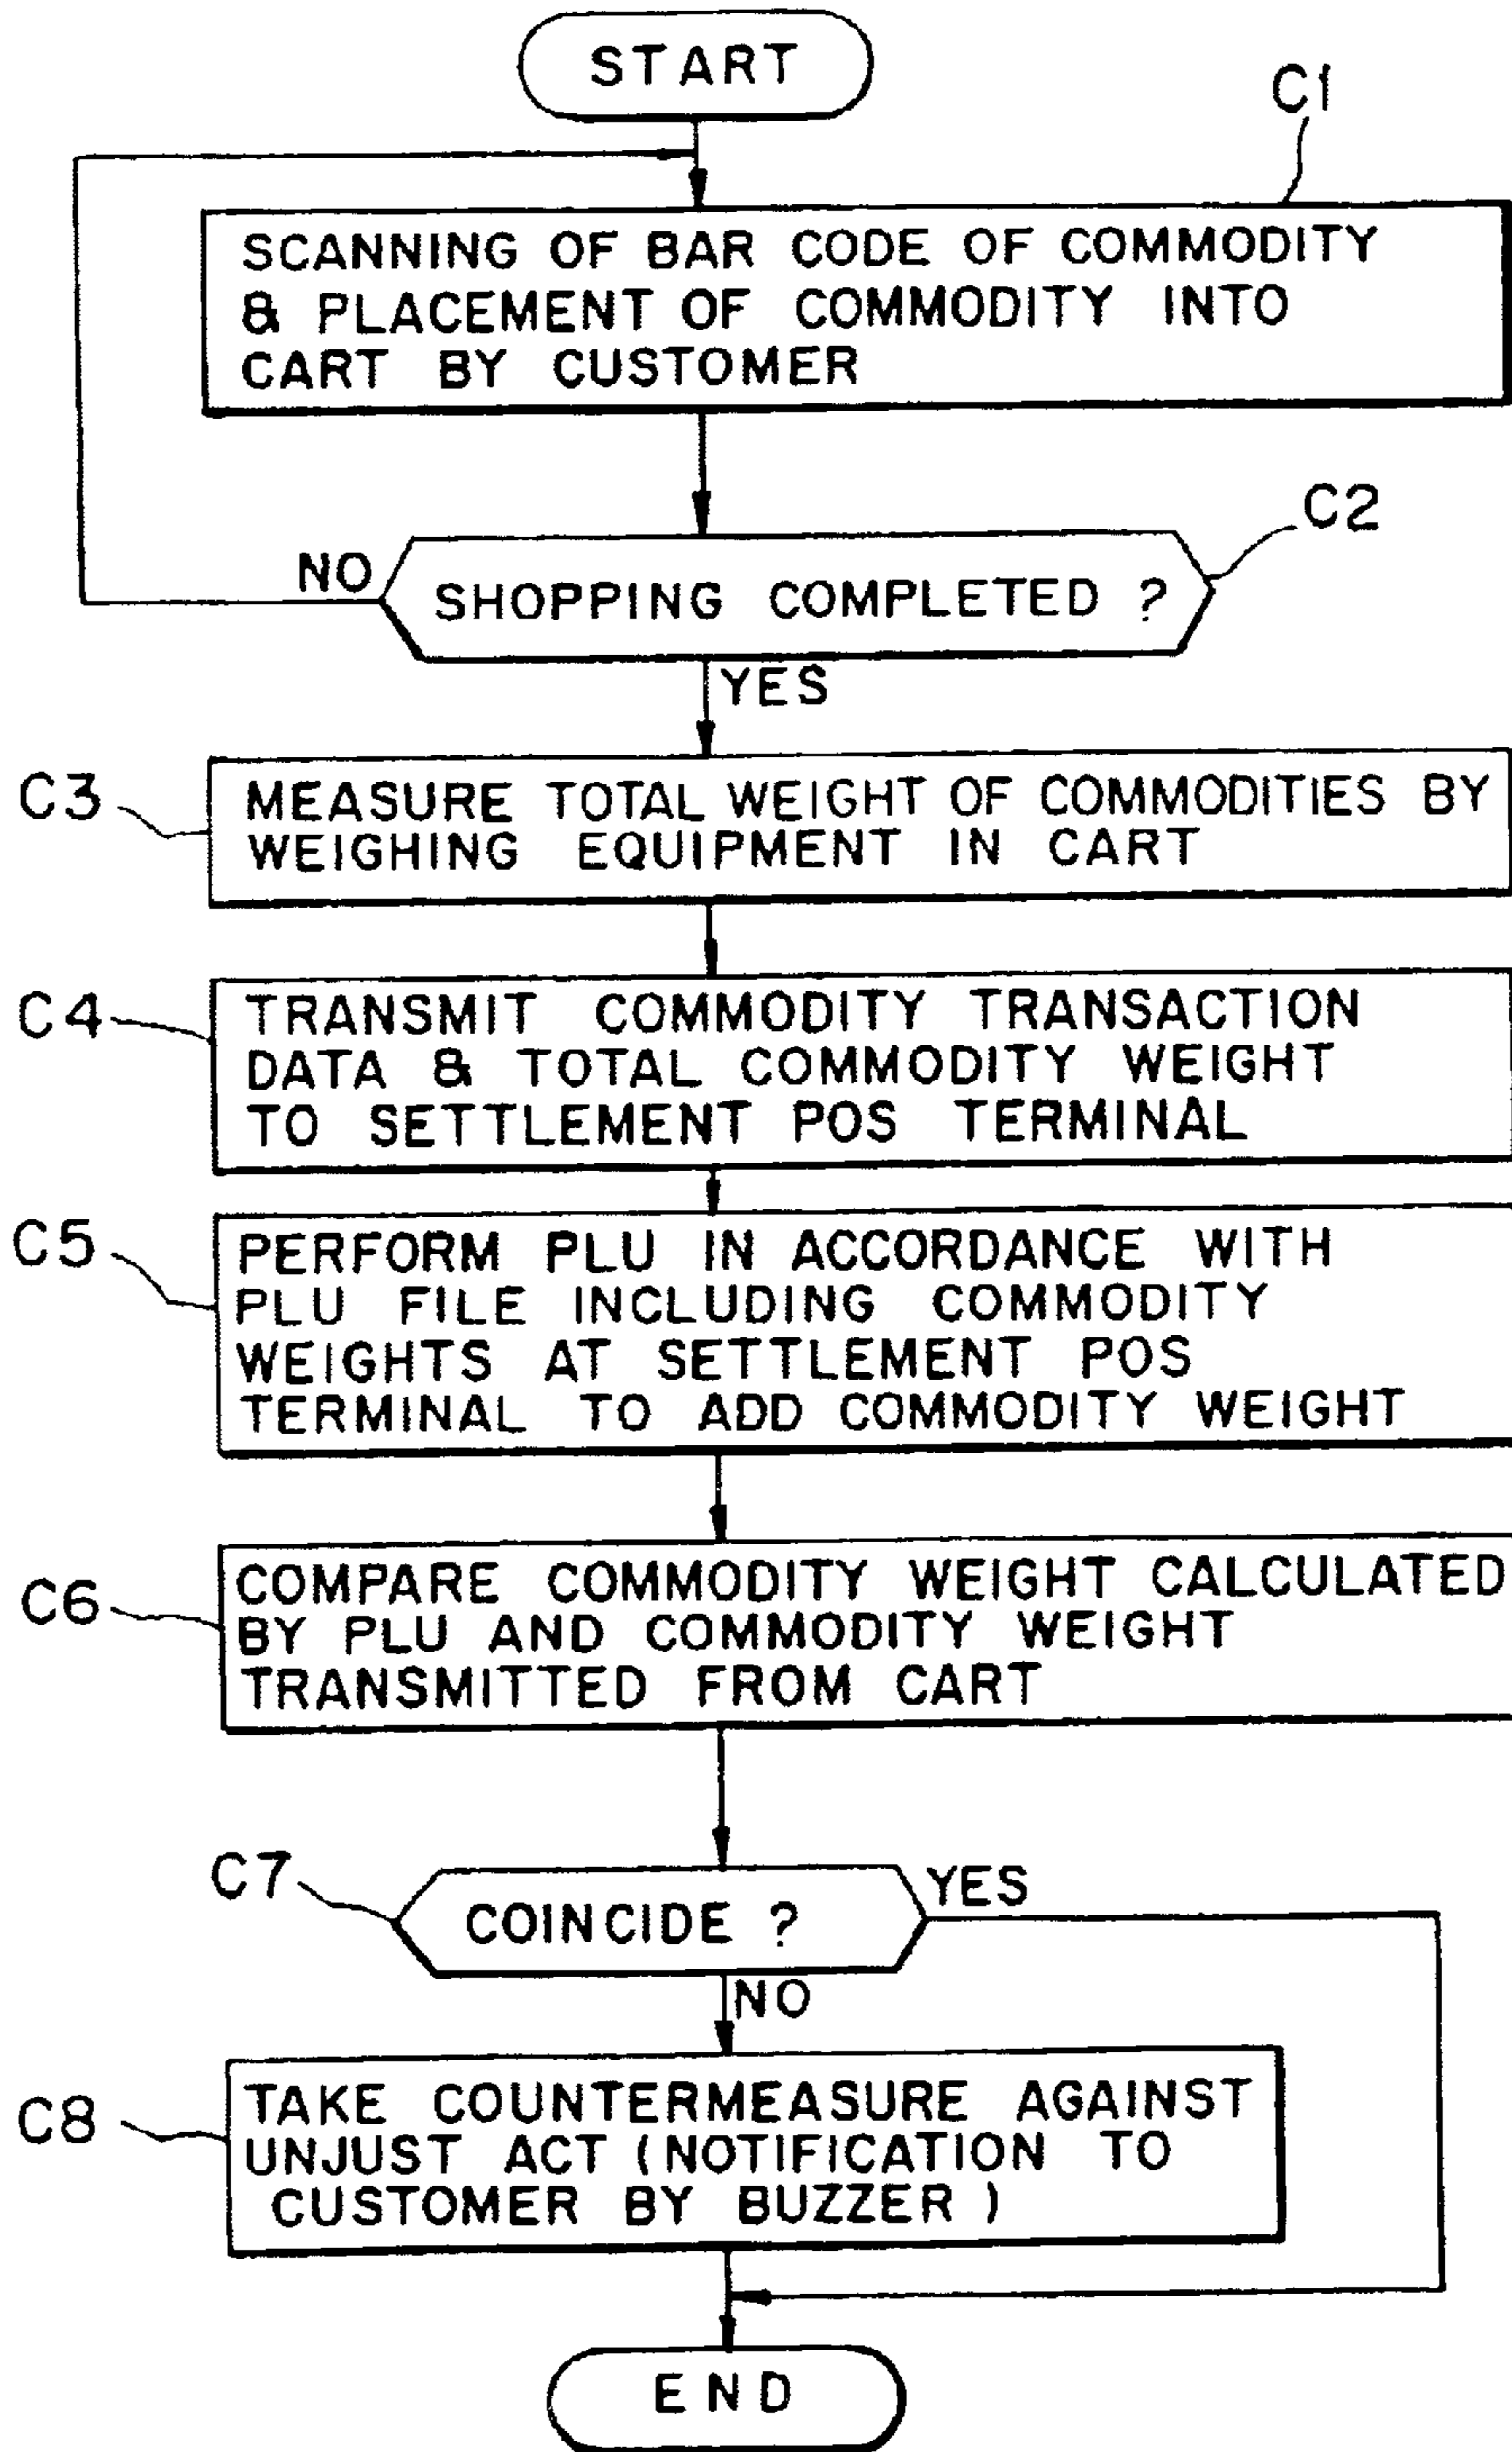 START
C1
SCANNING OF BAR CODE OF COMMODITY
& PLACEMENT OF COMMODITY INTO
CART BY CUSTOMER
C2
NO
SHOPPING COMPLETED ?
YES
C3
MEASURE TOTAL WEIGHT OF COMMODITIES BY
WEIGHING EQUIPMENT IN CART
C4
TRANSMIT COMMODITY TRANSACTION
DATA & TOTAL COMMODITY WEIGHT
TO SETTLEMENT POS TERMINAL
C5
PERFORM PLU IN ACCORDANCE WITH
PLU FILE INCLUDING COMMODITY
WEIGHTS AT SETTLEMENT POS
TERMINAL TO ADD COMMODITY WEIGHT
C6
COMPARE COMMODITY WEIGHT CALCULATED
BY PLU AND COMMODITY WEIGHT
TRANSMITTED FROM CART
C7
COINCIDE ?
YES
NO
C8
TAKE COUNTERMEASURE AGAINST
UNJUST ACT (NOTIFICATION TO
CUSTOMER BY BUZZER)
END